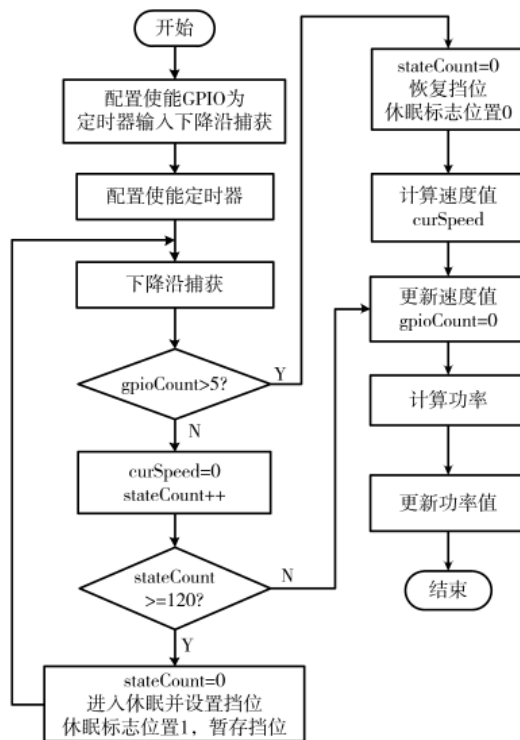 开始
配置使能GPIO为
定时器输入下降沿捕获
配置使能定时器
下降沿捕获
gpioCount>5?
Y
N
curSpeed=0
stateCount++
stateCount
>=120?
N
Y
stateCount=0
进入休眠并设置挡位
休眠标志位置1，暂存挡位
stateCount=0
恢复挡位
休眠标志位置0
计算速度值
curSpeed
更新速度值
gpioCount=0
计算功率
更新功率值
结束